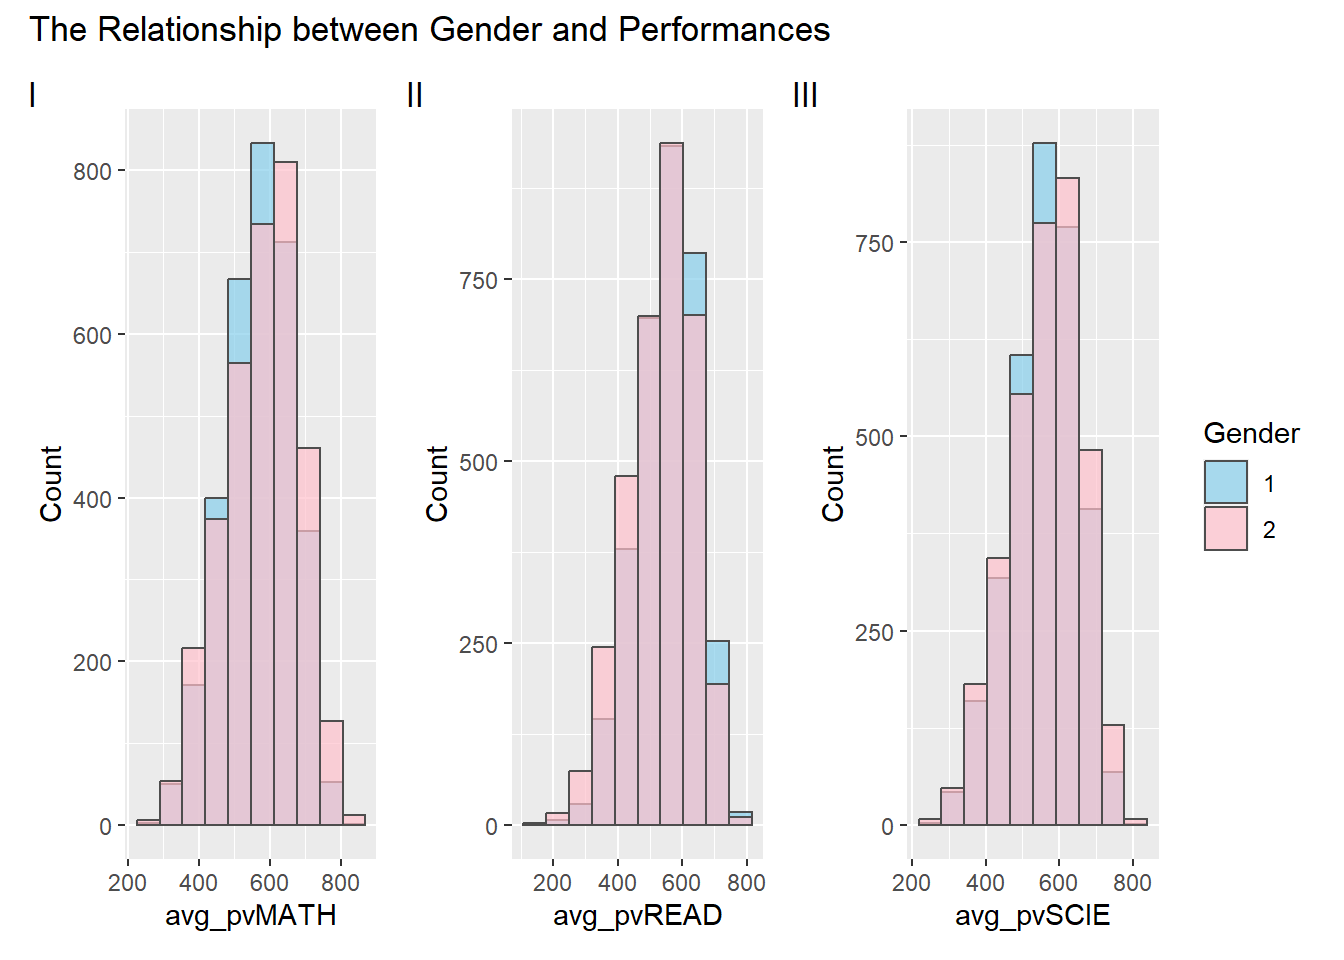 The Relationship between Gender and Performances
I
II
III
Count
800
600
400
200
0
200 400 600 800
avg_pvMATH
Count
750
500
250
0
200 400 600 800
avg_pvREAD
Count
750
500
250
0
200 400 600 800
avg_pvSCIE
Gender
1
2